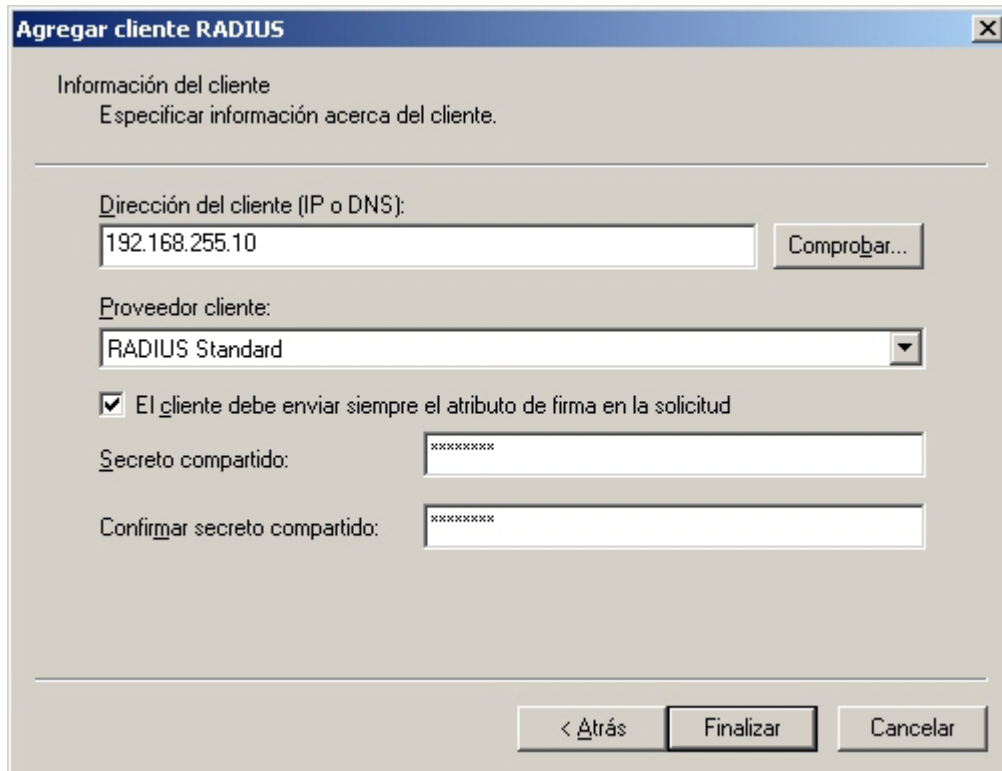 Agregar cliente RADIUS
Información del cliente
Especificar información acerca del cliente.
Dirección del cliente (IP o DNS):
192.168.255.10
Comprobar...
Proveedor cliente:
RADIUS Standard
El cliente debe enviar siempre el atributo de firma en la solicitud
Secreto compartido:
********
Confirmar secreto compartido:
********
< Atrás
Finalizar
Cancelar